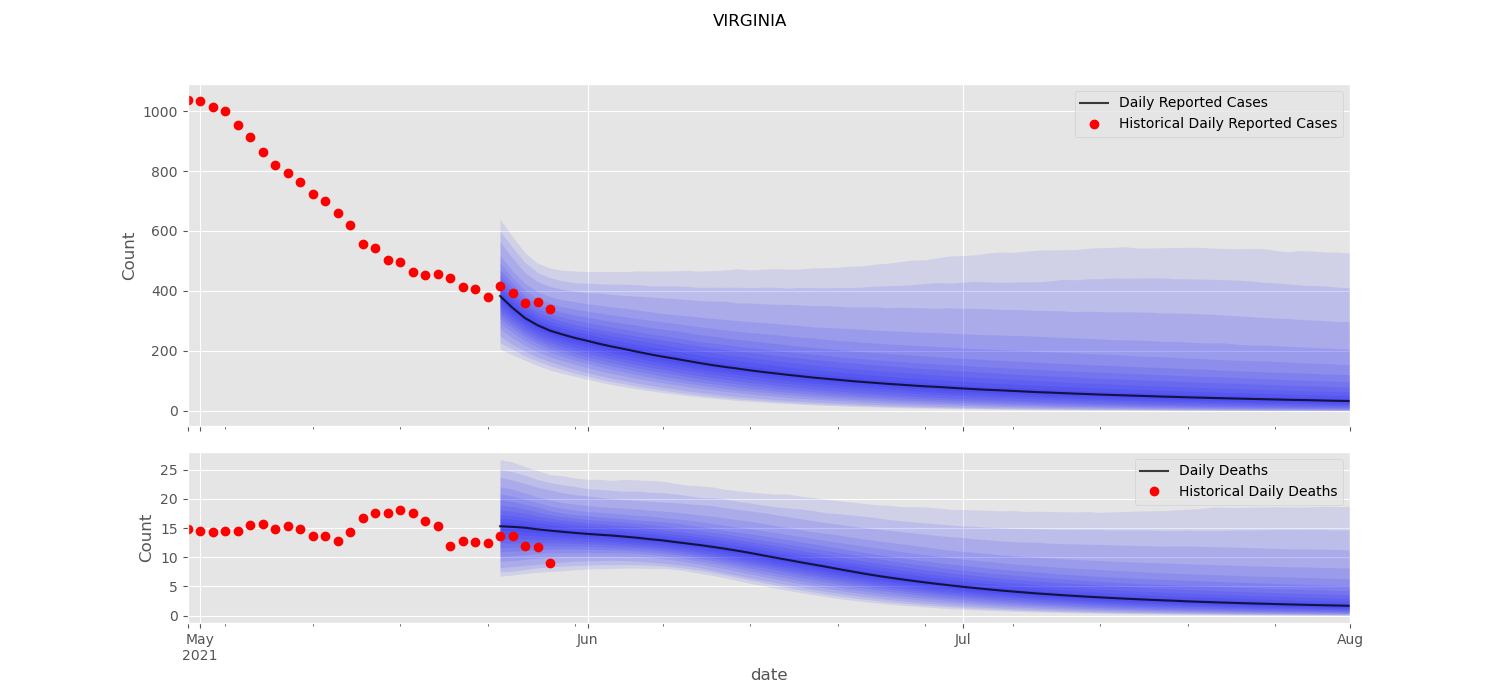 VIRGINIA
Count
1000
800
600
400
200
0
Daily Reported Cases
Historical Daily Reported Cases
Count
25
20
15
10
5
0
Daily Deaths
Historical Daily Deaths
May
2021
Jun
Jul
Aug
date